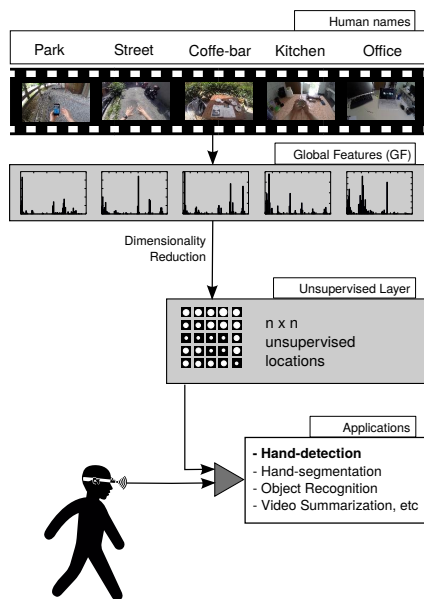 Human names
Park Street Coffe-bar Kitchen Office
Global Features (GF)
Dimensionality
Reduction
Unsupervised Layer
n x n
unsupervised
locations
Applications
- Hand-detection
- Hand-segmentation
- Object Recognition
- Video Summarization, etc